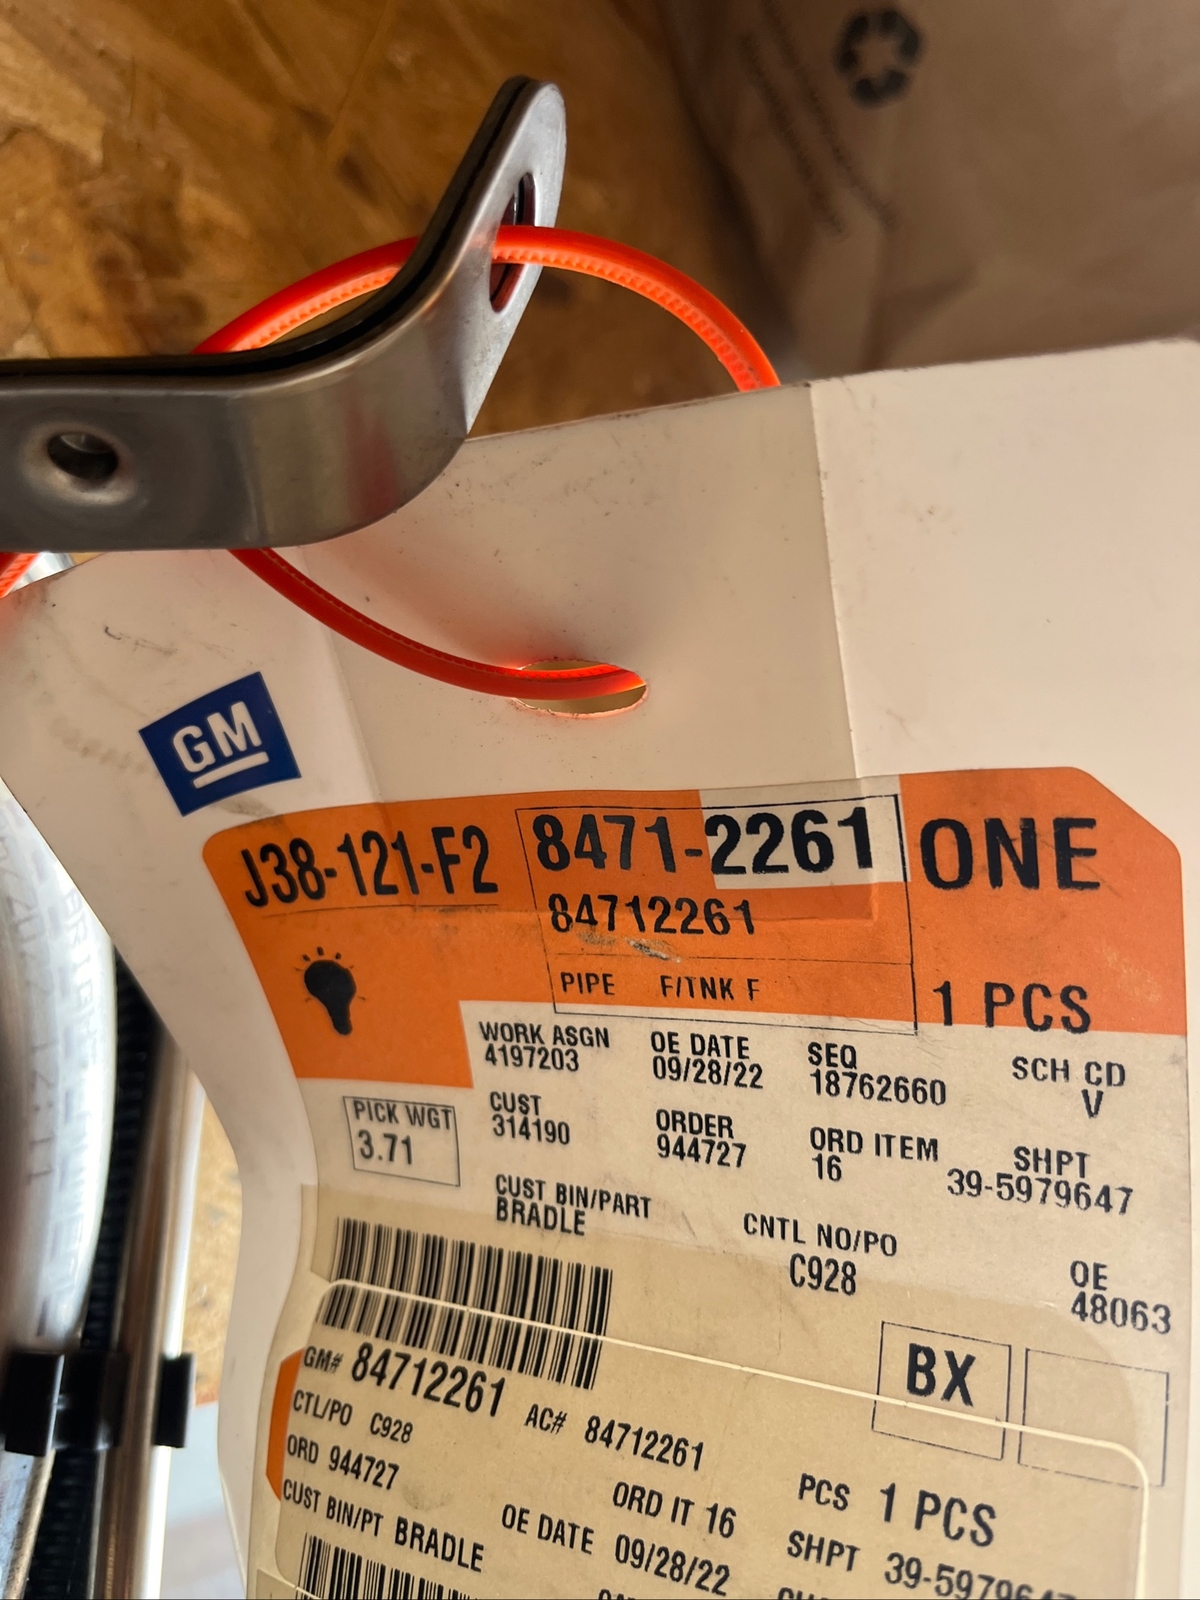 GM
J38-121-F2
8471-2261
ONE
84712261
PIPE F/TNK F
1 PCS
WORK ASGN
4197203
OE DATE
09/28/22
SEQ
18762660
SCH CD
V
PICK WGT
3.71
CUST
314190
ORDER
944727
ORD ITEM
16
SHPT
39-5979647
CUST BIN/PART
BRADLE
CNTL NO/PO
C928
OE
48063
BX
GM# 84712261 AC# 84712261
CTL/PO C928
PCS 1 PCS
ORD 944727 ORD IT 16
SHPT 39-5979647
CUST BIN/PT BRADLE OE DATE 09/28/22